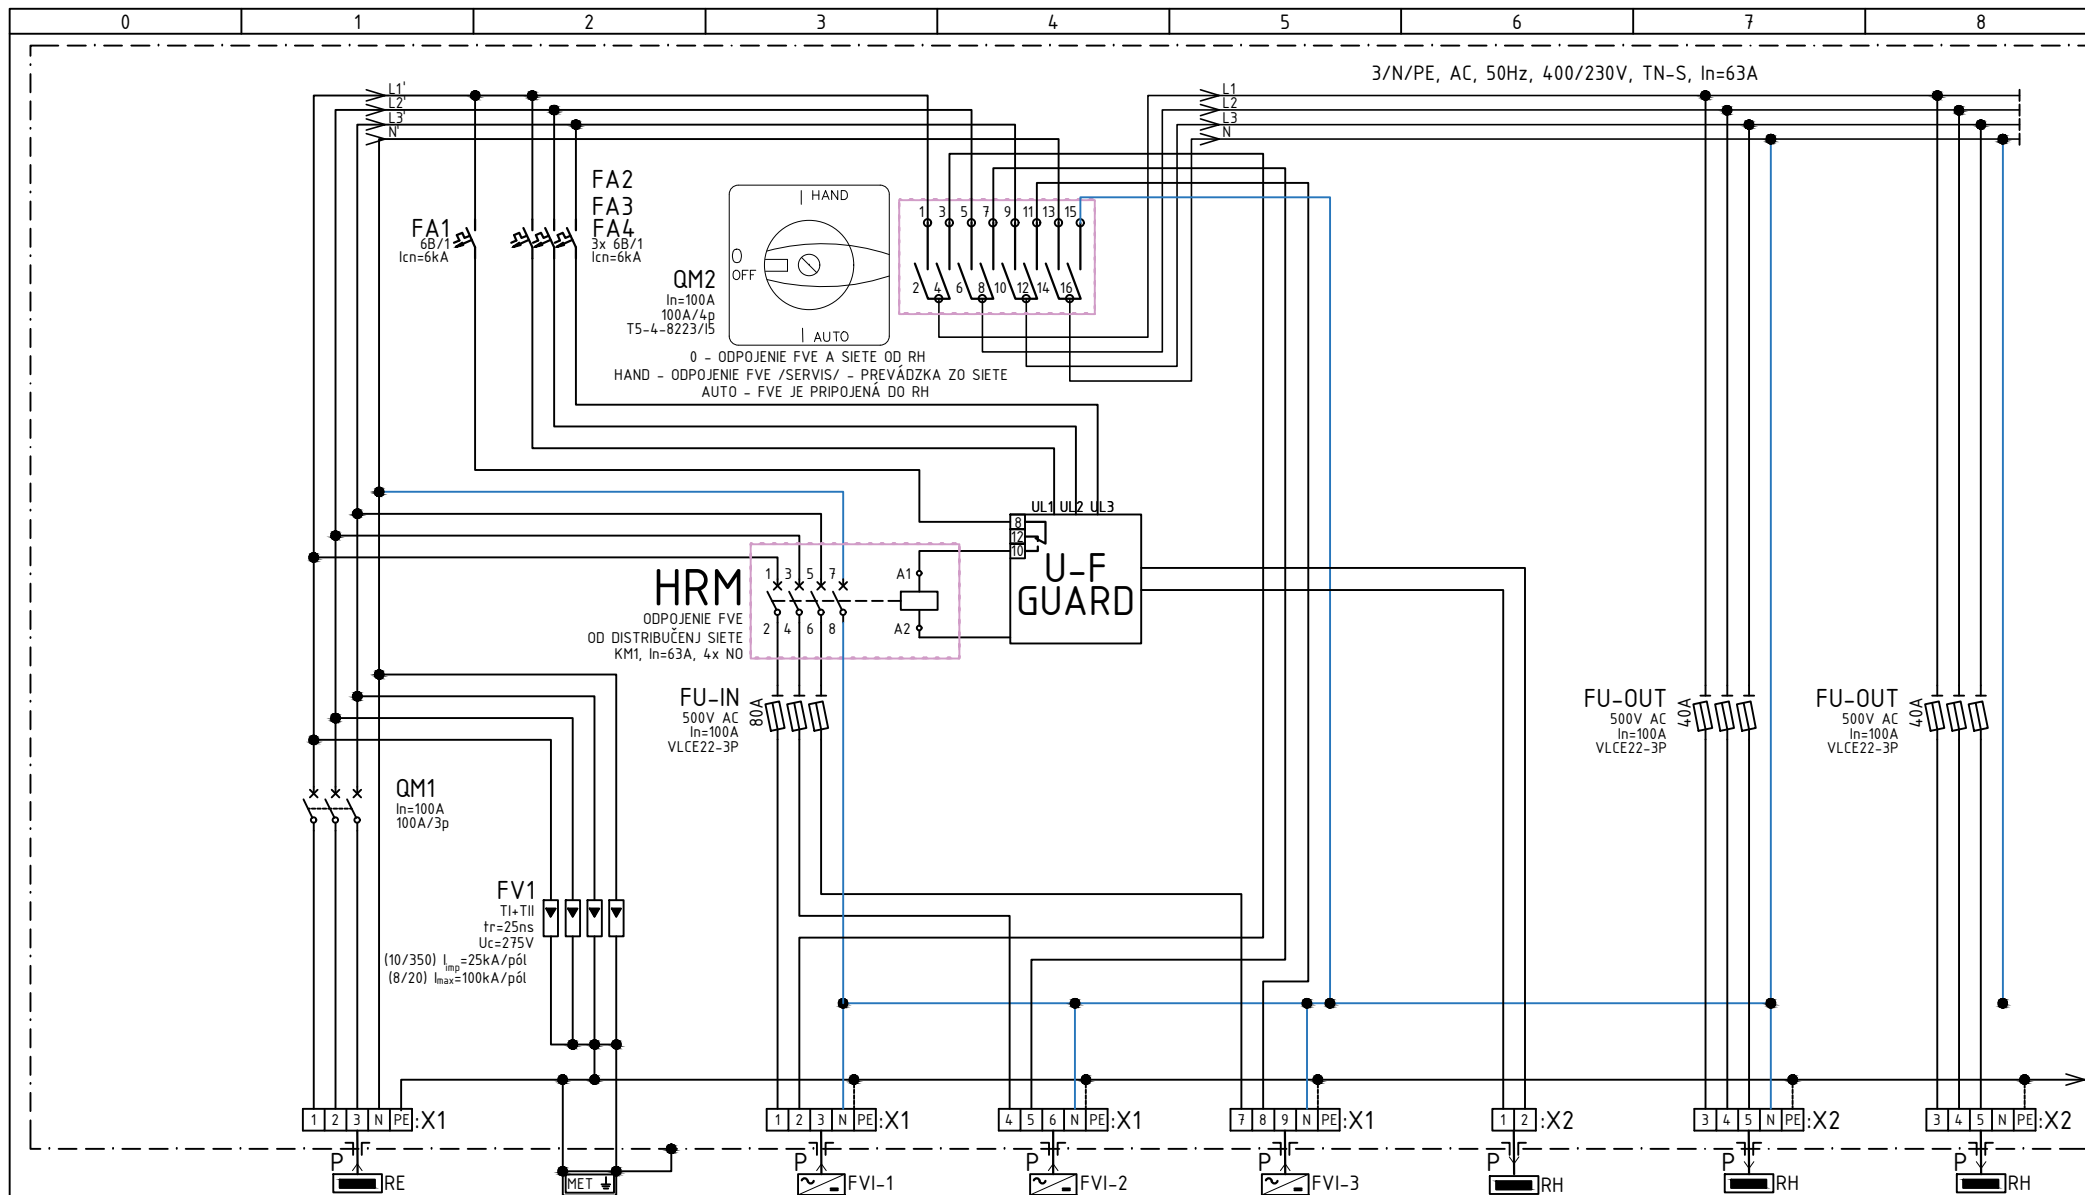 0 1 2 3 4 5 6 7 8
3/N/PE, AC, 50Hz, 400/230V, TN-S, In=63A
L1'
L2'
L3'
N'
L1
L2
L3
N
FA1
6B/1
Icn=6kA
FA2
FA3
FA4
3x 6B/1
Icn=6kA
QM2
In=100A
100A/4p
T5-4-8223/I5
HAND
0
OFF
AUTO
1 3 5 7 9 11 13 15
2 4 6 8 10 12 14 16
0 - ODPOJENIE FVE A SIETE OD RH
HAND - ODPOJENIE FVE /SERVIS/ - PREVÁDZKA ZO SIETE
AUTO - FVE JE PRIPOJENÁ DO RH
UL1 UL2 UL3
8
12
10
U-F
GUARD
HRM
ODPOJENIE FVE
OD DISTRIBUČENJ SIETE
KM1, In=63A, 4x NO
1 3 5 7
2 4 6 8
A1
A2
FU-IN
500V AC
In=100A
VLCE22-3P
80A
FU-OUT
500V AC
In=100A
VLCE22-3P
40A
FU-OUT
500V AC
In=100A
VLCE22-3P
40A
QM1
In=100A
100A/3p
FV1
TI+TII
tr=25ns
Uc=275V
(10/350) Iimp=25kA/pól
(8/20) Imax=100kA/pól
1 2 3 N PE :X1
1 2 3 N PE :X1
4 5 6 N PE :X1
7 8 9 N PE :X1
1 2 :X2
3 4 5 N PE :X2
3 4 5 N PE :X2
P RE
MET
P FVI-1
P FVI-2
P FVI-3
P RH
P RH
P RH